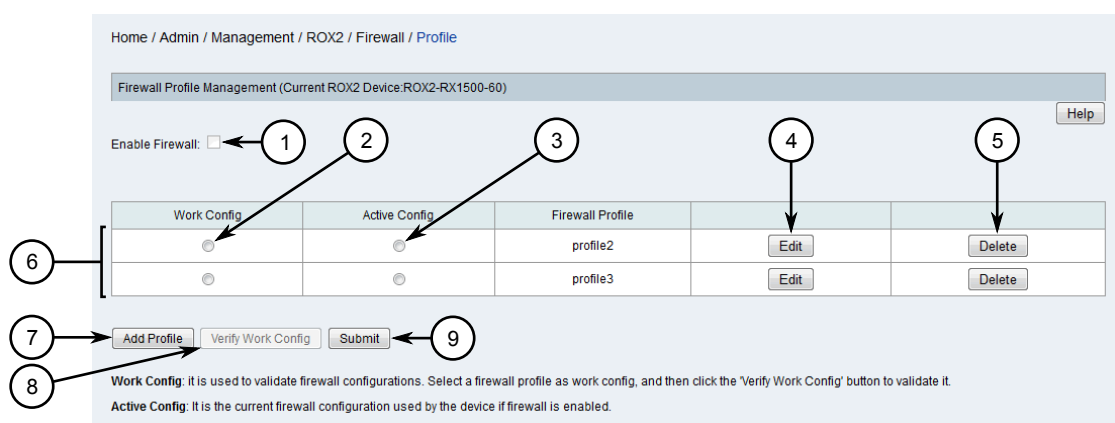 Home / Admin / Management / ROX2 / Firewall / Profile
Firewall Profile Management (Current ROX2 Device:ROX2-RX1500-60)
Help
Enable Firewall:
1
2
3
4
5
Work Config Active Config Firewall Profile
profile2 Edit Delete
6
profile3 Edit Delete
7
Add Profile Verify Work Config Submit
9
8
Work Config: it is used to validate firewall configurations. Select a firewall profile as work config, and then click the 'Verify Work Config' button to validate it.
Active Config: It is the current firewall configuration used by the device if firewall is enabled.